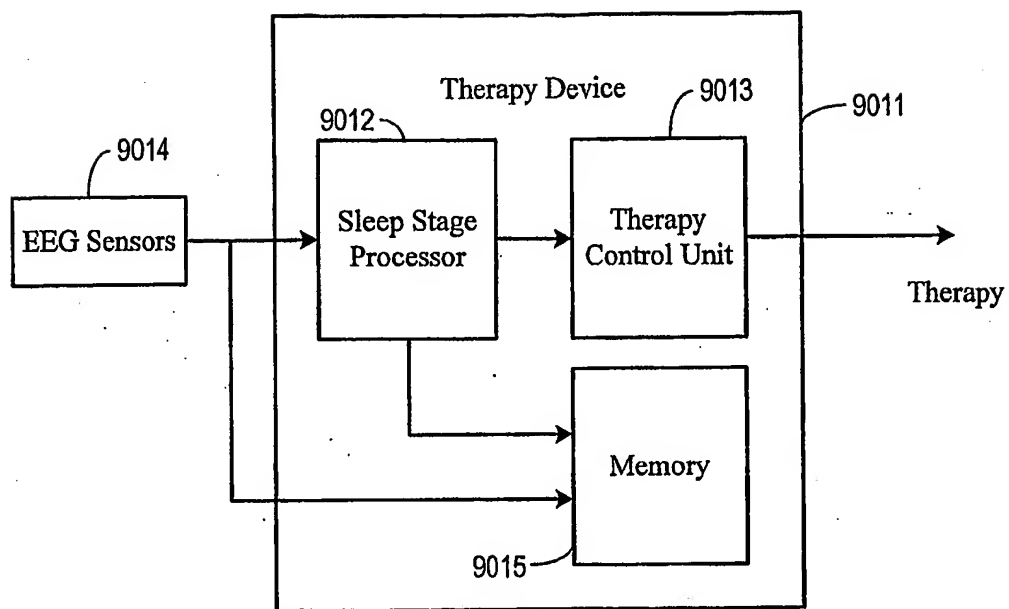 Therapy Device
9011
9012
9013
9014
EEG Sensors
Sleep Stage
Processor
Therapy
Control Unit
Therapy
Memory
9015